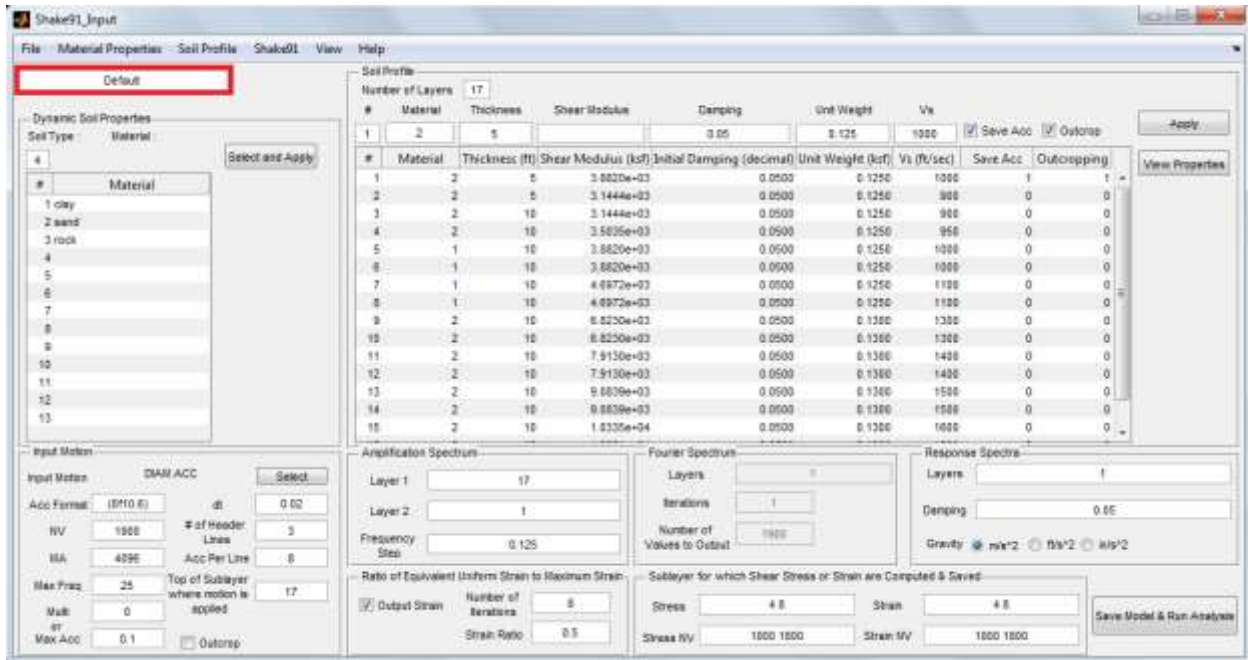 Shake91_Input
File Material Properties Soil Profile Shake91 View Help
Default
Dynamic Soil Properties
Soil Type Material
4
Select and Apply
# Material
1 clay
2 sand
3 rock
4
5
6
7
8
9
10
11
12
13
Soil Profile
Number of Layers 17
# Material Thickness Shear Modulus Damping Unit Weight Vs
1 2 5 0.05 0.125 1000 Save Acc Outcrop
Apply
View Properties
# Material Thickness (ft) Shear Modulus (ksf) Initial Damping (decimal) Unit Weight (kcf) Vs (ft/sec) Save Acc Outcropping
1 2 5 3.8820e+03 0.0500 0.1250 1000 1 1
2 2 5 3.1444e+03 0.0500 0.1250 900 0 0
3 2 10 3.1444e+03 0.0500 0.1250 900 0 0
4 2 10 3.5035e+03 0.0500 0.1250 950 0 0
5 1 10 3.8820e+03 0.0500 0.1250 1000 0 0
6 1 10 3.8820e+03 0.0500 0.1250 1000 0 0
7 1 10 4.6972e+03 0.0500 0.1250 1100 0 0
8 1 10 4.6972e+03 0.0500 0.1250 1100 0 0
9 2 10 6.8230e+03 0.0500 0.1300 1300 0 0
10 2 10 6.8230e+03 0.0500 0.1300 1300 0 0
11 2 10 7.9130e+03 0.0500 0.1300 1400 0 0
12 2 10 7.9130e+03 0.0500 0.1300 1400 0 0
13 2 10 9.0839e+03 0.0500 0.1300 1500 0 0
14 2 10 9.0839e+03 0.0500 0.1300 1500 0 0
15 2 10 1.0335e+04 0.0500 0.1300 1600 0 0
Input Motion
Input Motion DIAM.ACC Select
Acc Format (8f10.6) dt 0.02
NV 1900 # of Header Lines 3
MA 4096 Acc Per Line 8
Max Freq 25 Top of Sublayer where motion is applied 17
Mult or Max Acc 0 0.1 Outcrop
Amplification Spectrum
Layer 1 17
Layer 2 1
Frequency Step 0.125
Fourier Spectrum
Layers
Iterations 1
Number of Values to Output 1900
Response Spectra
Layers 1
Damping 0.05
Gravity m/s^2 ft/s^2 in/s^2
Ratio of Equivalent Uniform Strain to Maximum Strain
Output Strain Number of Iterations 8
Strain Ratio 0.5
Sublayer for which Shear Stress or Strain are Computed & Saved
Stress 4 8 Strain 4 8
Stress NV 1800 1800 Strain NV 1800 1800
Save Model & Run Analysis